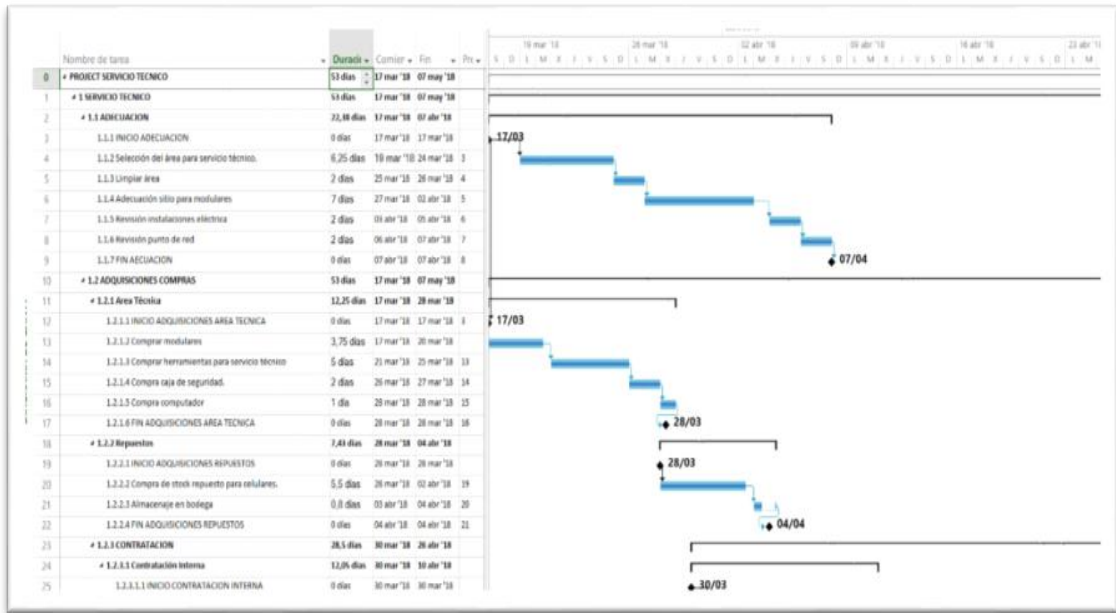 19 mar '18 26 mar '18 02 abr '18 09 abr '18 16 abr '18 23 abr '18
Nombre de tarea Duració Comier Fin Pre S D L M X J V S D L M X J V S D L M X J V S D L M X J V S D L M X J V S D L M
0 PROJECT SERVICIO TECNICO 53 días 17 mar '18 07 may '18
1 1 SERVICIO TECNICO 53 días 17 mar '18 07 may '18
2 1.1 ADECUACION 22,38 días 17 mar '18 07 abr '18
3 1.1.1 INICIO ADECUACION 0 días 17 mar '18 17 mar '18 17/03
4 1.1.2 Selección del área para servicio técnico. 6,25 días 19 mar '18 24 mar '18 3
5 1.1.3 Limpiar área 2 días 25 mar '18 26 mar '18 4
6 1.1.4 Adecuación sitio para modulares 7 días 27 mar '18 02 abr '18 5
7 1.1.5 Revisión instalaciones eléctrica 2 días 03 abr '18 05 abr '18 6
8 1.1.6 Revisión punto de red 2 días 06 abr '18 07 abr '18 7
9 1.1.7 FIN AECUACION 0 días 07 abr '18 07 abr '18 8 07/04
10 1.2 ADQUISICIONES COMPRAS 53 días 17 mar '18 07 may '18
11 1.2.1 Area Técnica 12,25 días 17 mar '18 28 mar '18
12 1.2.1.1 INICIO ADQUISICIONES AREA TECNICA 0 días 17 mar '18 17 mar '18 3 17/03
13 1.2.1.2 Comprar modulares 3,75 días 17 mar '18 20 mar '18
14 1.2.1.3 Comprar herramientas para servicio técnico 5 días 21 mar '18 25 mar '18 13
15 1.2.1.4 Compra caja de seguridad. 2 días 26 mar '18 27 mar '18 14
16 1.2.1.5 Compra computador 1 día 28 mar '18 28 mar '18 15
17 1.2.1.6 FIN ADQUISICIONES AREA TECNICA 0 días 28 mar '18 28 mar '18 16 28/03
18 1.2.2 Repuestos 7,43 días 28 mar '18 04 abr '18
19 1.2.2.1 INICIO ADQUISICIONES REPUESTOS 0 días 28 mar '18 28 mar '18 28/03
20 1.2.2.2 Compra de stock repuesto para celulares. 5,5 días 28 mar '18 02 abr '18 19
21 1.2.2.3 Almacenaje en bodega 0,8 días 03 abr '18 04 abr '18 20
22 1.2.2.4 FIN ADQUISICIONES REPUESTOS 0 días 04 abr '18 04 abr '18 21 04/04
23 1.2.3 CONTRATACION 28,5 días 30 mar '18 26 abr '18
24 1.2.3.1 Contratación Interna 12,05 días 30 mar '18 10 abr '18
25 1.2.3.1.1 INICIO CONTRATACION INTERNA 0 días 30 mar '18 30 mar '18 30/03